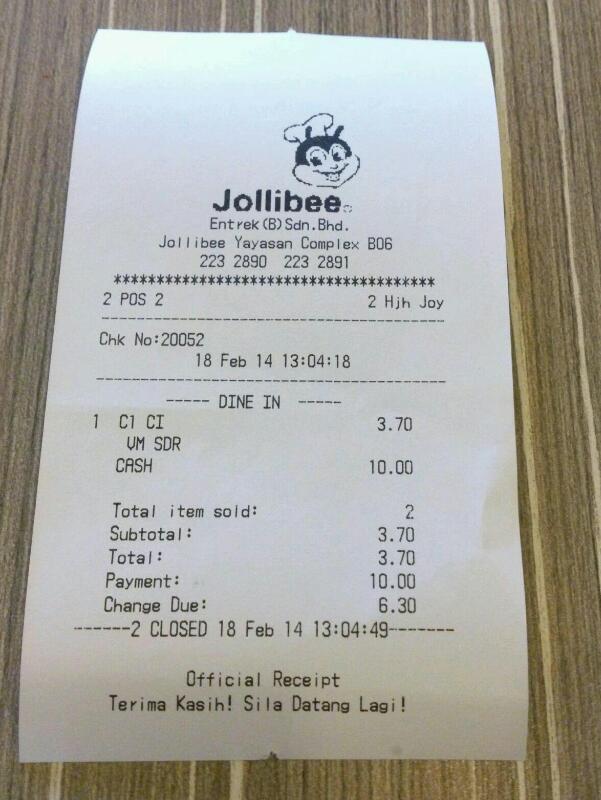 Jollibee
Entrek(B)Sdn.Bhd.
Jollibee Yayasan Complex B06
223 2890 223 2891
*************************************
2 POS 2 2 Hjh Joy
----------------------------------------
Chk No:20052
18 Feb 14 13:04:18
----------------------------------------
----- DINE IN -----
1 C1 CI 3.70
VM SDR
CASH 10.00
Total item sold: 2
Subtotal: 3.70
Total: 3.70
Payment: 10.00
Change Due: 6.30
------2 CLOSED 18 Feb 14 13:04:49-------
Official Receipt
Terima Kasih! Sila Datang Lagi!